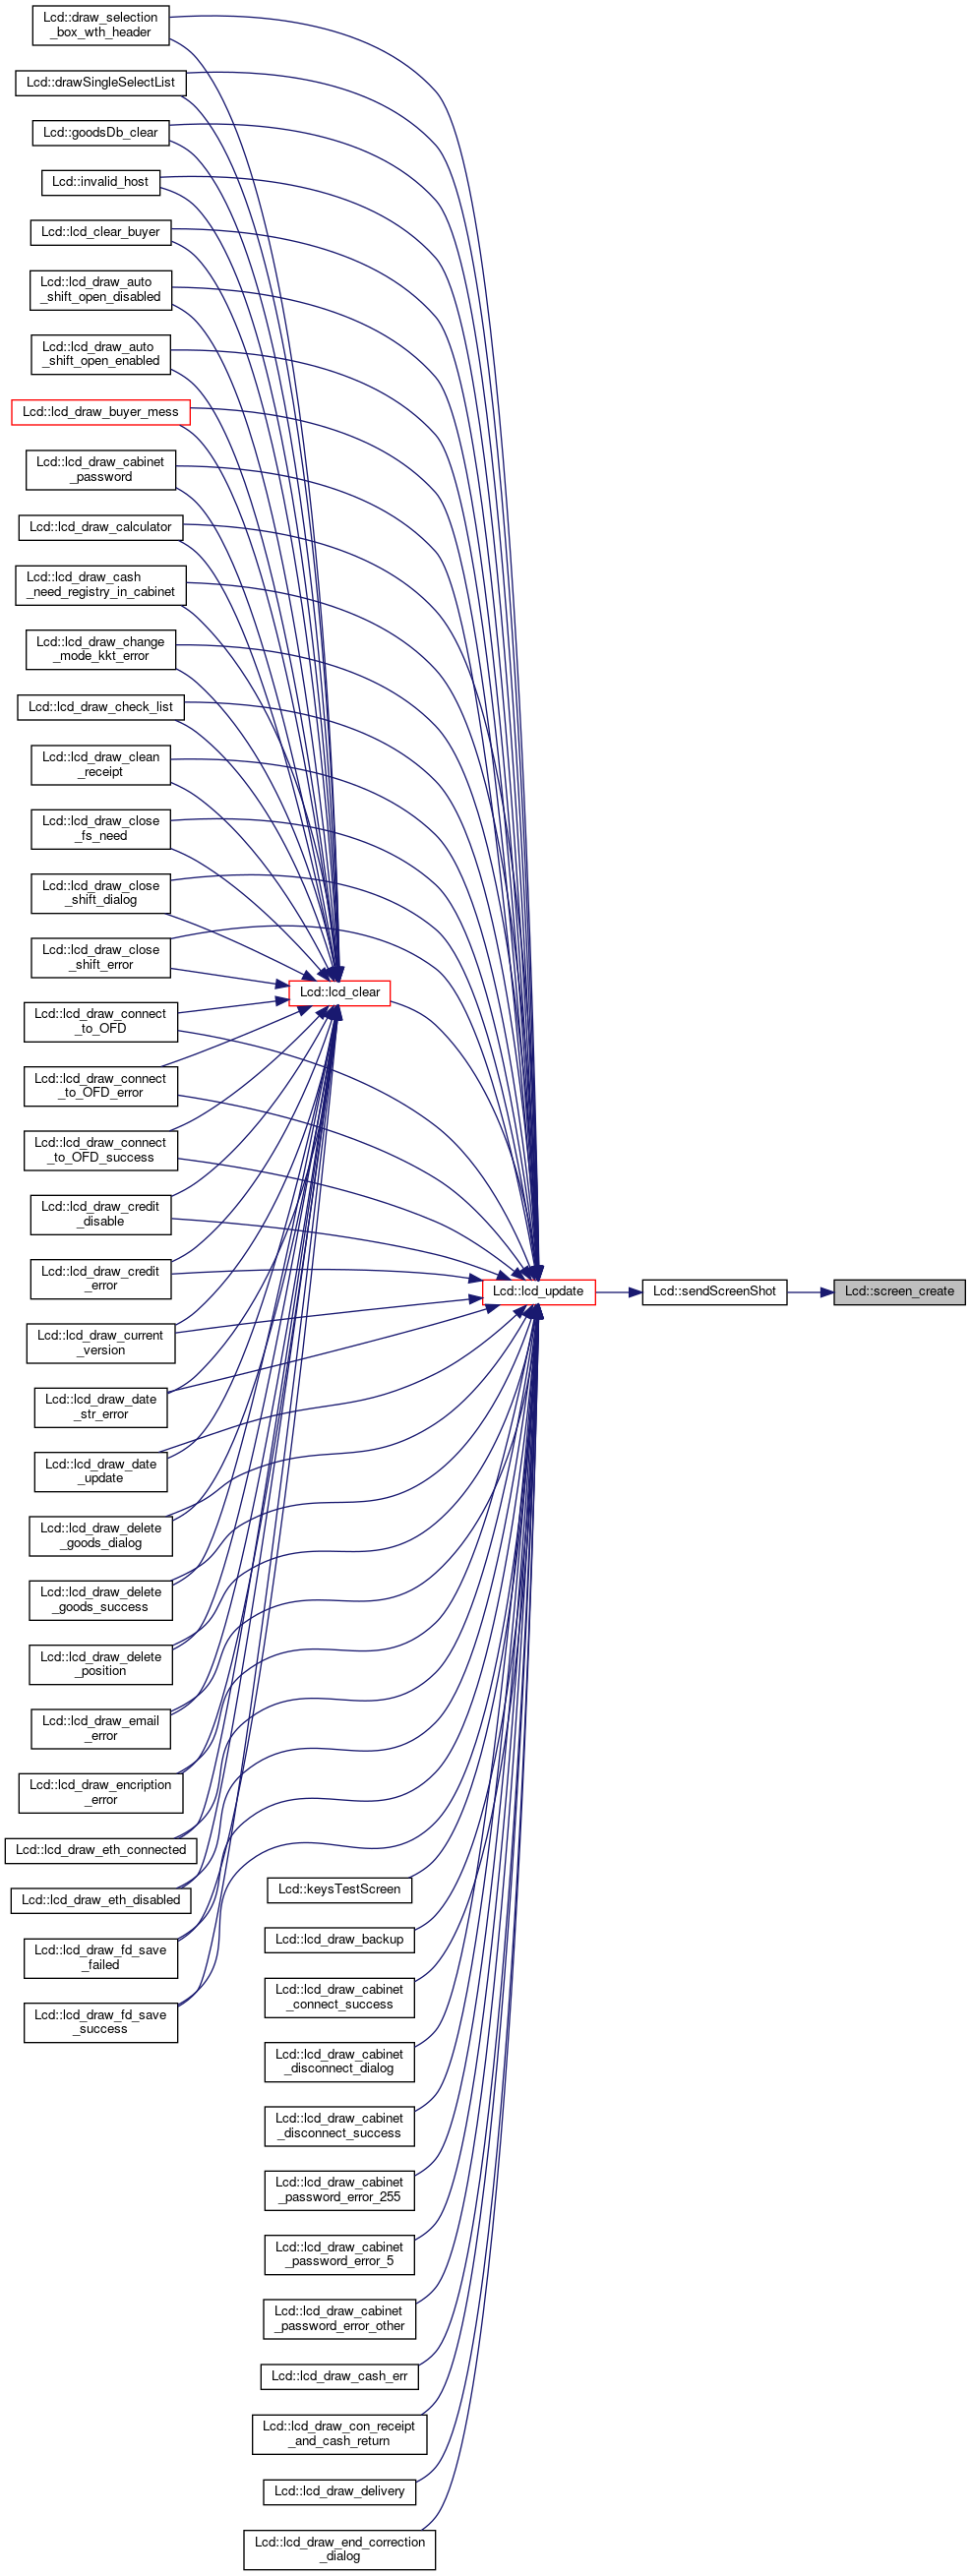 Lcd::draw_selection
_box_wth_header
Lcd::drawSingleSelectList
Lcd::goodsDb_clear
Lcd::invalid_host
Lcd::lcd_clear_buyer
Lcd::lcd_draw_auto
_shift_open_disabled
Lcd::lcd_draw_auto
_shift_open_enabled
Lcd::lcd_draw_buyer_mess
Lcd::lcd_draw_cabinet
_password
Lcd::lcd_draw_calculator
Lcd::lcd_draw_cash
_need_registry_in_cabinet
Lcd::lcd_draw_change
_mode_kkt_error
Lcd::lcd_draw_check_list
Lcd::lcd_draw_clean
_receipt
Lcd::lcd_draw_close
_fs_need
Lcd::lcd_draw_close
_shift_dialog
Lcd::lcd_draw_close
_shift_error
Lcd::lcd_clear
Lcd::lcd_draw_connect
_to_OFD
Lcd::lcd_draw_connect
_to_OFD_error
Lcd::lcd_draw_connect
_to_OFD_success
Lcd::lcd_draw_credit
_disable
Lcd::lcd_draw_credit
_error
Lcd::lcd_update
Lcd::sendScreenShot
Lcd::screen_create
Lcd::lcd_draw_current
_version
Lcd::lcd_draw_date
_str_error
Lcd::lcd_draw_date
_update
Lcd::lcd_draw_delete
_goods_dialog
Lcd::lcd_draw_delete
_goods_success
Lcd::lcd_draw_delete
_position
Lcd::lcd_draw_email
_error
Lcd::lcd_draw_encription
_error
Lcd::lcd_draw_eth_connected
Lcd::lcd_draw_eth_disabled
Lcd::lcd_draw_fd_save
_failed
Lcd::lcd_draw_fd_save
_success
Lcd::keysTestScreen
Lcd::lcd_draw_backup
Lcd::lcd_draw_cabinet
_connect_success
Lcd::lcd_draw_cabinet
_disconnect_dialog
Lcd::lcd_draw_cabinet
_disconnect_success
Lcd::lcd_draw_cabinet
_password_error_255
Lcd::lcd_draw_cabinet
_password_error_5
Lcd::lcd_draw_cabinet
_password_error_other
Lcd::lcd_draw_cash_err
Lcd::lcd_draw_con_receipt
_and_cash_return
Lcd::lcd_draw_delivery
Lcd::lcd_draw_end_correction
_dialog